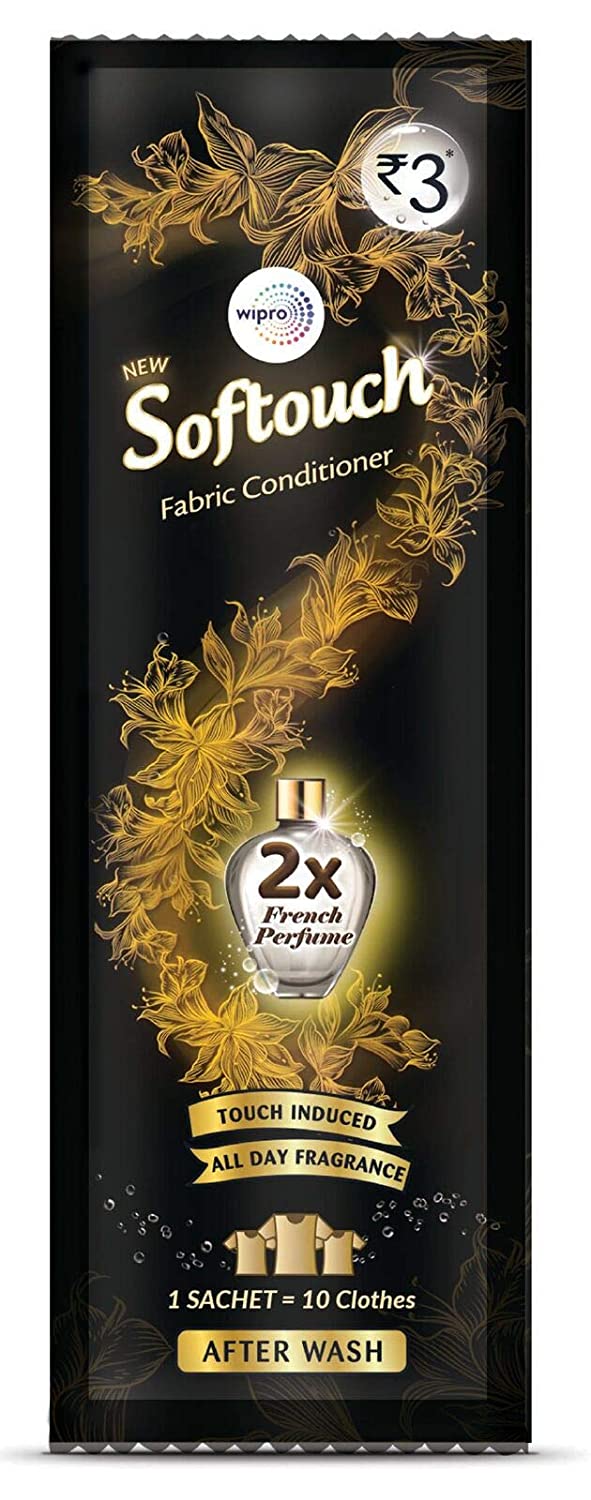 ₹3*
wipro
NEW
Softouch
Fabric Conditioner
2x
French
Perfume
TOUCH INDUCED
ALL DAY FRAGRANCE
1 SACHET = 10 Clothes
AFTER WASH